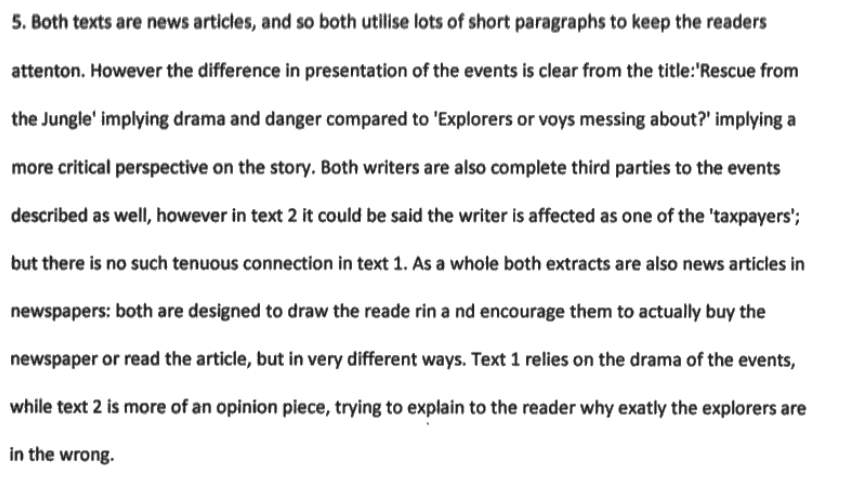 5. Both texts are news articles, and so both utilise lots of short paragraphs to keep the readers
attenton. However the difference in presentation of the events is clear from the title:'Rescue from
the Jungle' implying drama and danger compared to 'Explorers or voys messing about?' implying a
more critical perspective on the story. Both writers are also complete third parties to the events
described as well, however in text 2 it could be said the writer is affected as one of the 'taxpayers';
but there is no such tenuous connection in text 1. As a whole both extracts are also news articles in
newspapers: both are designed to draw the reade rin a nd encourage them to actually buy the
newspaper or read the article, but in very different ways. Text 1 relies on the drama of the events,
while text 2 is more of an opinion piece, trying to explain to the reader why exatly the explorers are
in the wrong.